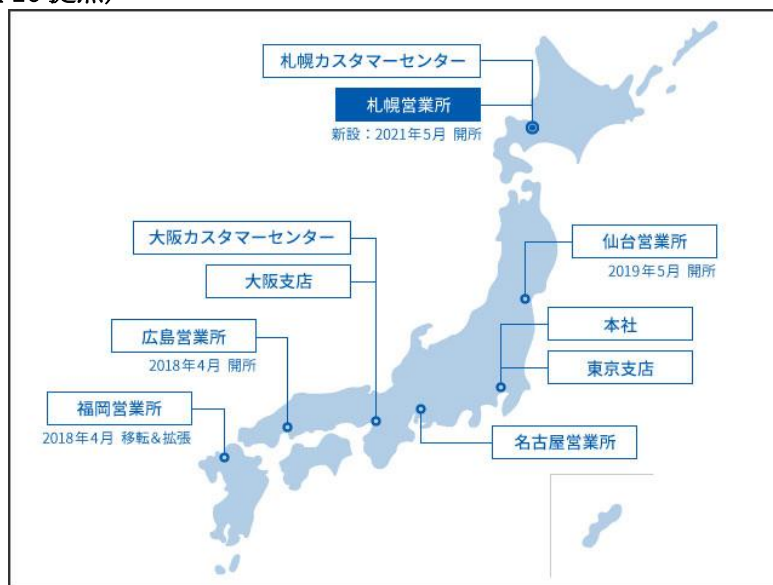 札幌カスタマーセンター
札幌営業所
新設：2021年5月 開所
大阪カスタマーセンター
大阪支店
仙台営業所
2019年5月 開所
本社
東京支店
広島営業所
2018年4月 開所
福岡営業所
2018年4月 移転&拡張
名古屋営業所